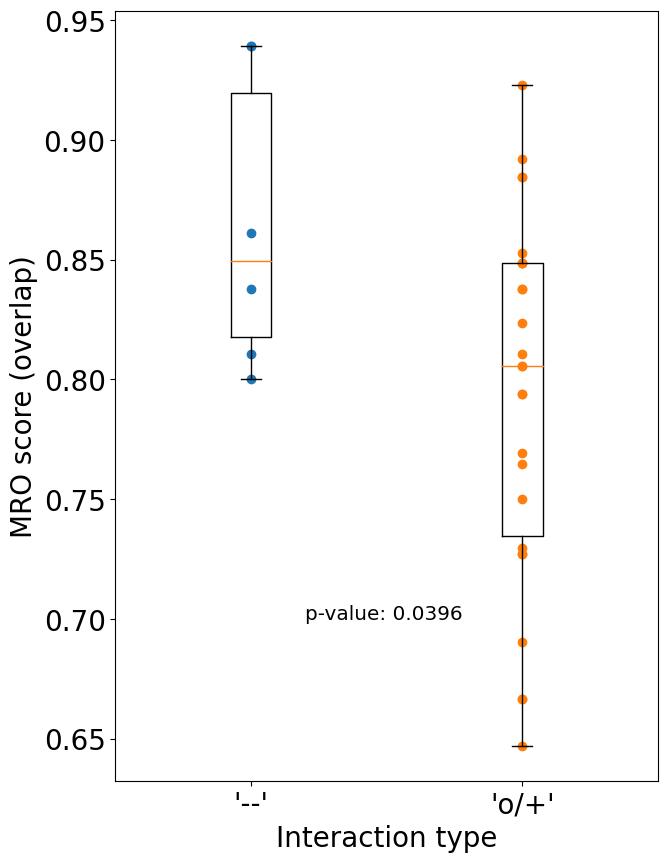 0.95
0.90
0.85
0.80
0.75
0.70
0.65
MRO score (overlap)
p-value: 0.0396
'--'
'o/+'
Interaction type